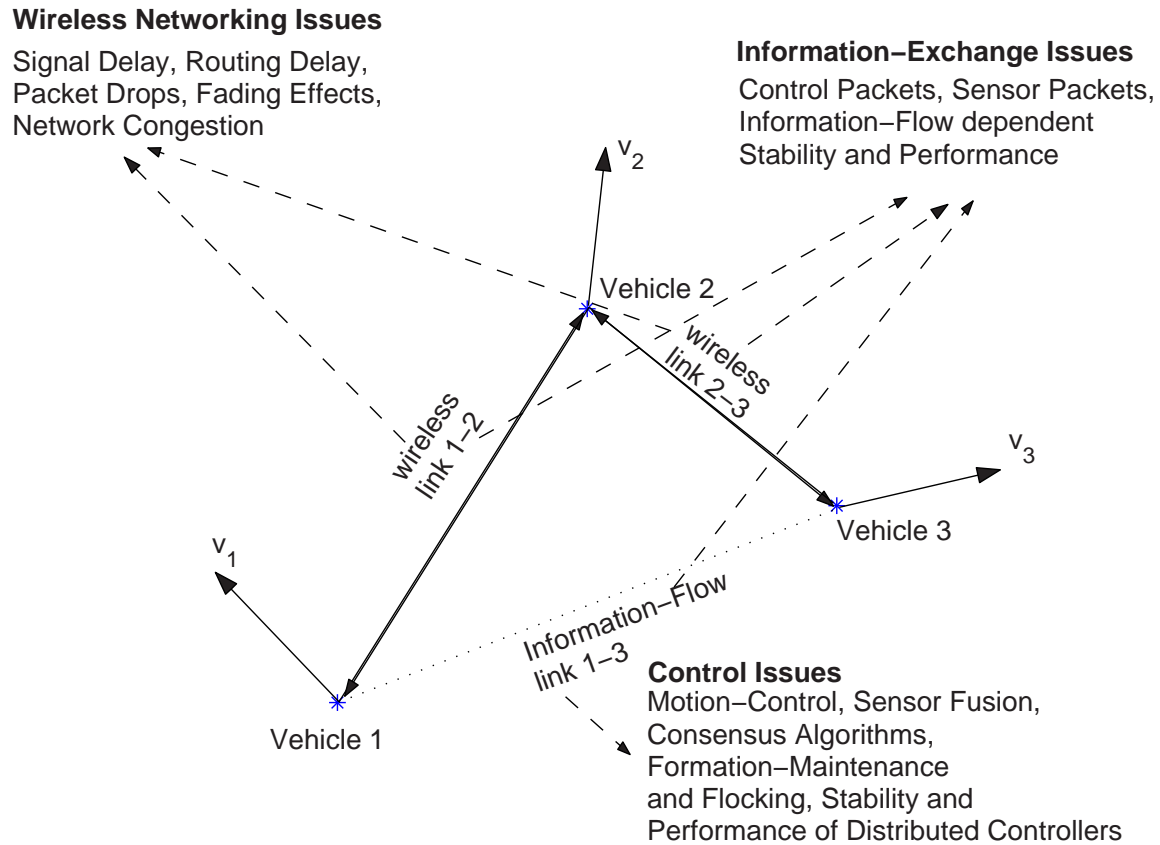 Wireless Networking Issues
Signal Delay, Routing Delay,
Packet Drops, Fading Effects,
Network Congestion
Information−Exchange Issues
Control Packets, Sensor Packets,
Information−Flow dependent
Stability and Performance
v2
Vehicle 2
wireless
link 2−3
wireless
link 1−2
v3
Vehicle 3
v1
Information−Flow
link 1−3
Vehicle 1
Control Issues
Motion−Control, Sensor Fusion,
Consensus Algorithms,
Formation−Maintenance
and Flocking, Stability and
Performance of Distributed Controllers